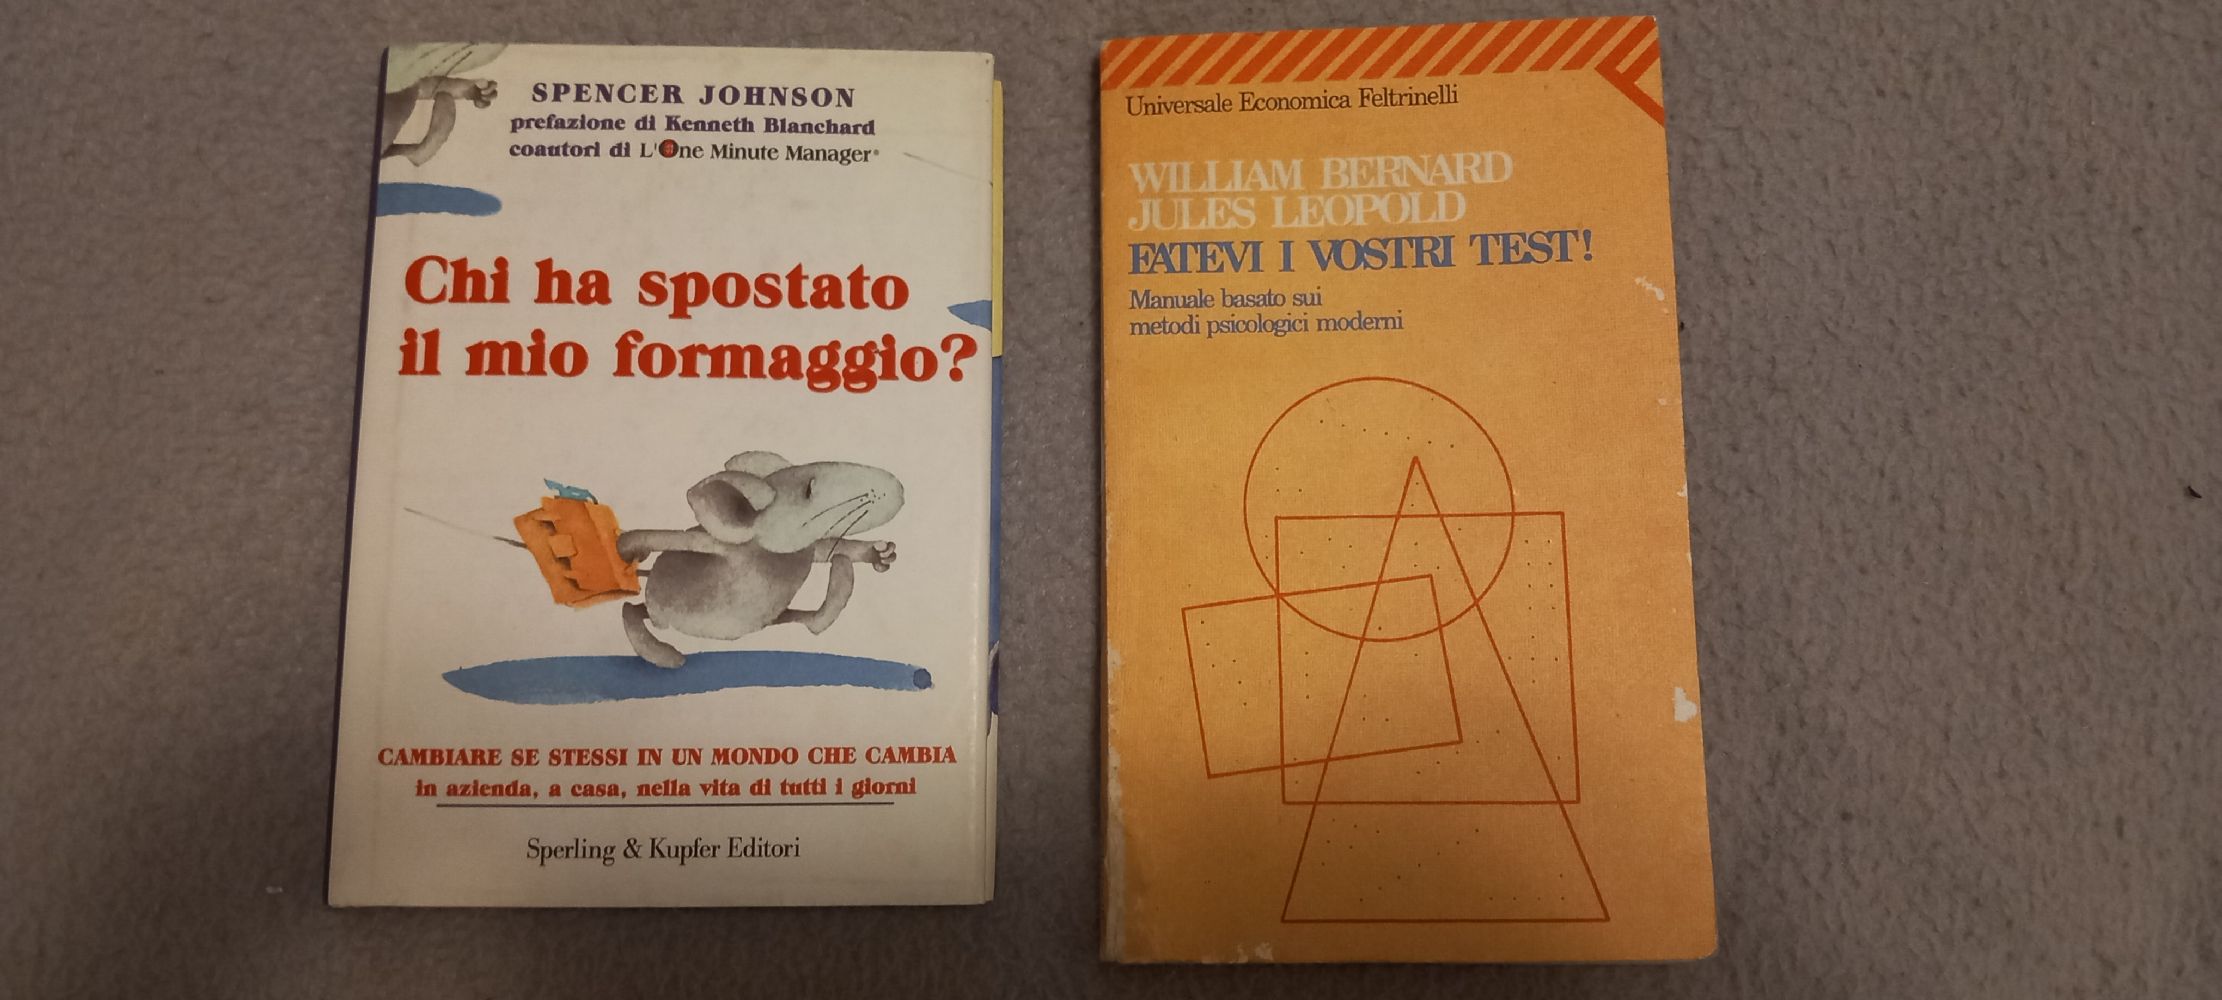 SPENCER JOHNSON
prefazione di Kenneth Blanchard
coautori di L'One Minute Manager®
Chi ha spostato
il mio formaggio?
CAMBIARE SE STESSI IN UN MONDO CHE CAMBIA
in azienda, a casa, nella vita di tutti i giorni
Sperling & Kupfer Editori
Universale Economica Feltrinelli
WILLIAM BERNARD
JULES LEOPOLD
FATEVI I VOSTRI TEST!
Manuale basato sui
metodi psicologici moderni